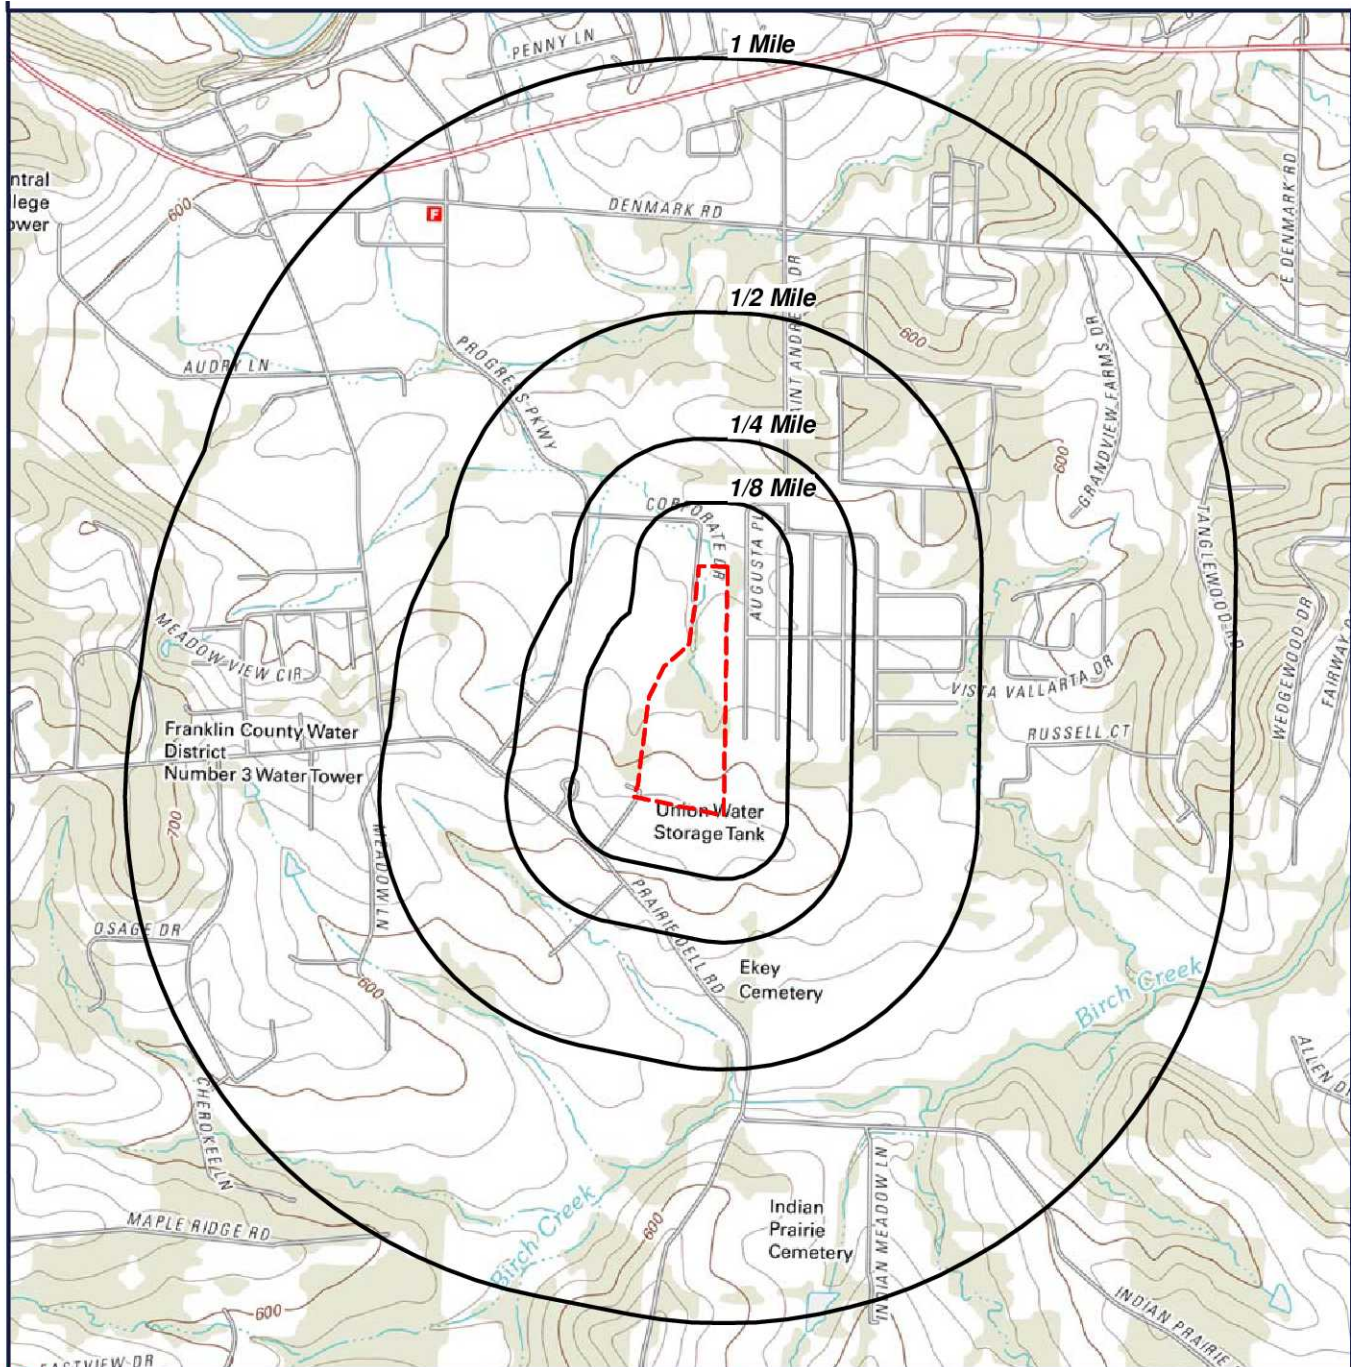 1 Mile
PENNY LN
ntral
lege
ower
600
F
DENMARK RD
E DENMARK RD
1/2 Mile
600
AUDRY LN
PROGRESS PKWY
GRANDVIEW FARMS DR
1/4 Mile
600
1/8 Mile
CORPORATE DR
AUGUSTA PL
TANGLEWOOD RD
MEADOW VIEW CIR
WEDGEWOOD DR
FAIRWAY
VISTA VALLARTA DR
RUSSELL CT
Franklin County Water
District
Number 3 Water Tower
700
Union Water
Storage Tank
MEADOW LN
PRAIRIE DELL RD
OSAGE DR
600
Ekey
Cemetery
Birch Creek
ALLEN DR
CHEROKEE LN
INDIAN MEADOW LN
MAPLE RIDGE RD
Birch Creek
600
Indian
Prairie
Cemetery
600
INDIAN PRAIRIE
EASTVIEW DR